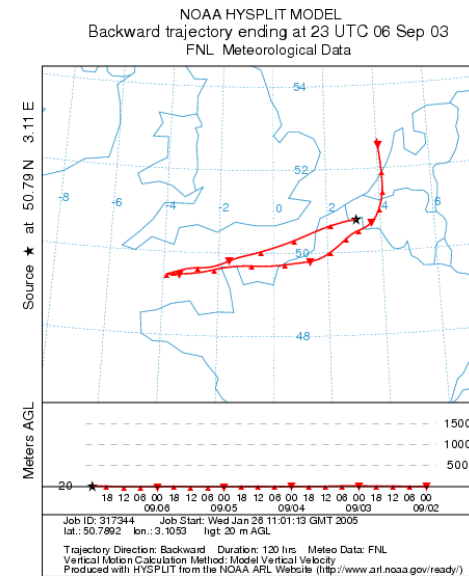 NOAA HYSPLIT MODEL
Backward trajectory ending at 23 UTC 06 Sep 03
FNL Meteorological Data
Source ★ at 50.79 N 3.11 E
54
52
-8
-6
-4
-2
0
2
4
6
50
48
Meters AGL
1500
1000
500
20
18 12 06 00 18 12 06 00 18 12 06 00 18 12 06 00 18 12 06 00
09/06 09/05 09/04 09/03 09/02
Job ID: 317344 Job Start: Wed Jan 26 11:01:13 GMT 2005
lat.: 50.7892 lon.: 3.1053 hgt: 20 m AGL
Trajectory Direction: Backward Duration: 120 hrs Meteo Data: FNL
Vertical Motion Calculation Method: Model Vertical Velocity
Produced with HYSPLIT from the NOAA ARL Website (http://www.arl.noaa.gov/ready/)